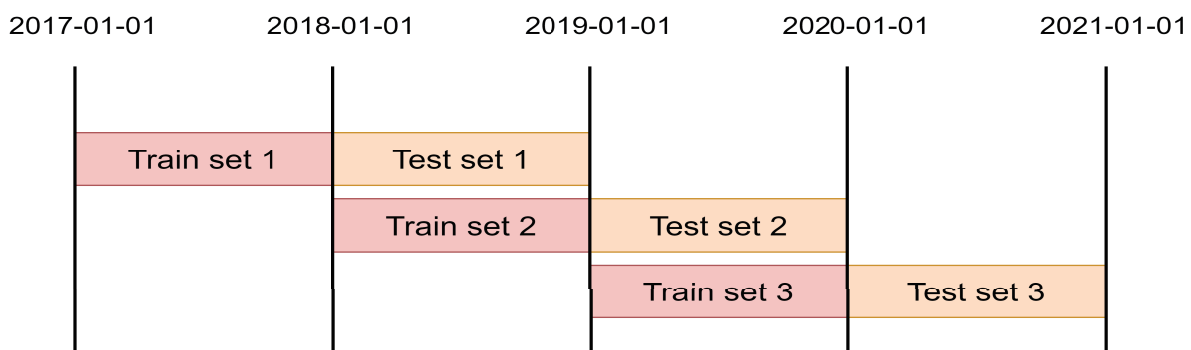 2017-01-01 2018-01-01 2019-01-01 2020-01-01 2021-01-01
Train set 1 Test set 1
Train set 2 Test set 2
Train set 3 Test set 3